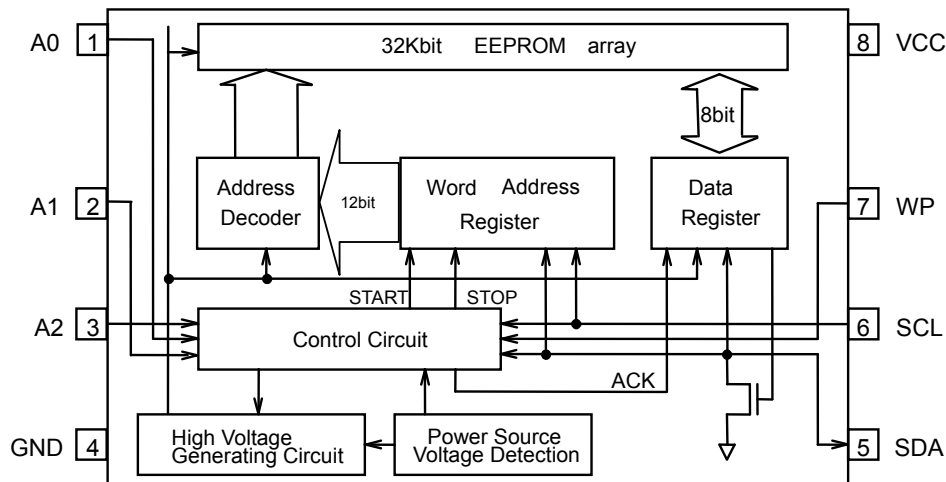 A0 1
32Kbit EEPROM array
8 VCC
8bit
A1 2
Address
Decoder
12bit
Word Address
Register
Data
Register
7 WP
START
STOP
A2 3
Control Circuit
6 SCL
ACK
GND 4
High Voltage
Generating Circuit
Power Source
Voltage Detection
5 SDA